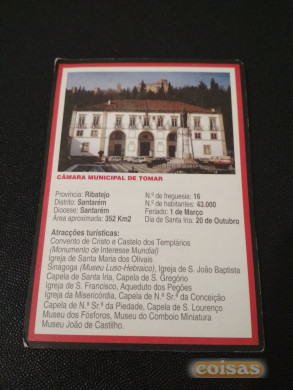 CÂMARA MUNICIPAL DE TOMAR
Província: Ribatejo
Distrito: Santarém
Diocese: Santarém
Área aproximada: 352 Km2
N.º de freguesia: 16
N.º de habitantes: 43.000
Feriado: 1 de Março
Dia de Santa Iria: 20 de Outubro
Atracções turísticas:
Convento de Cristo e Castelo dos Templários
(Monumento de Interesse Mundial)
Igreja de Santa Maria dos Olivais
Sinagoga (Museu Luso-Hebraico), Igreja de S. João Baptista
Capela de Santa Iria, Capela de S. Gregório
Igreja de S. Francisco, Aqueduto dos Pegões
Igreja da Misericórdia, Capela de N.ª Sr.ª da Conceição
Capela de N.ª Sr.ª da Piedade, Capela de S. Lourenço
Museu dos Fósforos, Museu do Comboio Miniatura
Museu João de Castilho.
coisas